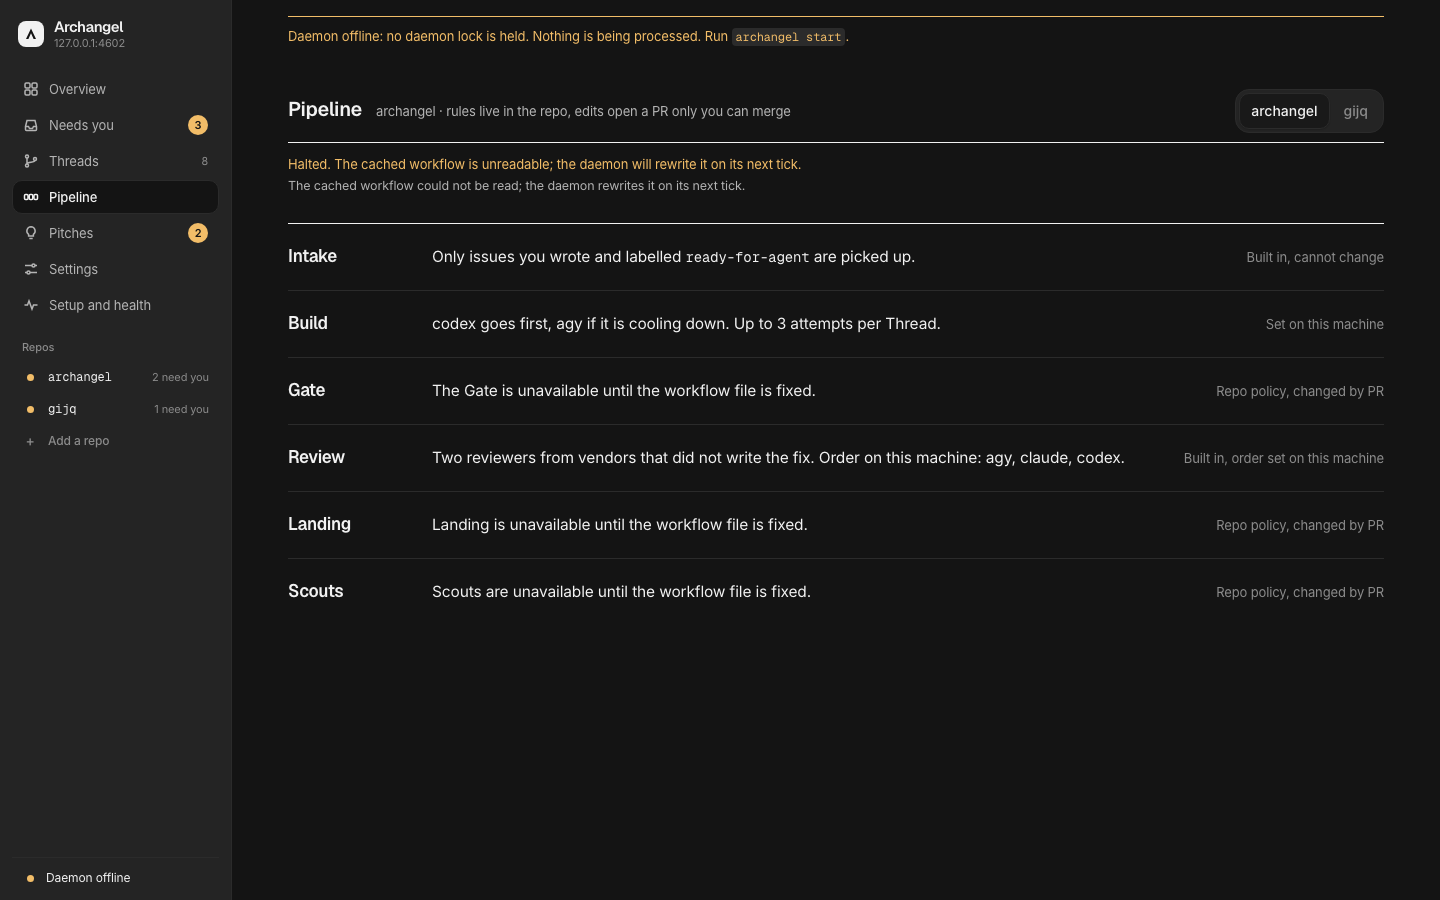 Archangel
127.0.0.1:4602
Overview
Needs you 3
Threads 8
Pipeline
Pitches 2
Settings
Setup and health
Repos
archangel 2 need you
gijq 1 need you
+ Add a repo
Daemon offline
Daemon offline: no daemon lock is held. Nothing is being processed. Run archangel start.
Pipeline archangel · rules live in the repo, edits open a PR only you can merge archangel gijq
Halted. The cached workflow is unreadable; the daemon will rewrite it on its next tick.
The cached workflow could not be read; the daemon rewrites it on its next tick.
Intake Only issues you wrote and labelled ready-for-agent are picked up. Built in, cannot change
Build codex goes first, agy if it is cooling down. Up to 3 attempts per Thread. Set on this machine
Gate The Gate is unavailable until the workflow file is fixed. Repo policy, changed by PR
Review Two reviewers from vendors that did not write the fix. Order on this machine: agy, claude, codex. Built in, order set on this machine
Landing Landing is unavailable until the workflow file is fixed. Repo policy, changed by PR
Scouts Scouts are unavailable until the workflow file is fixed. Repo policy, changed by PR